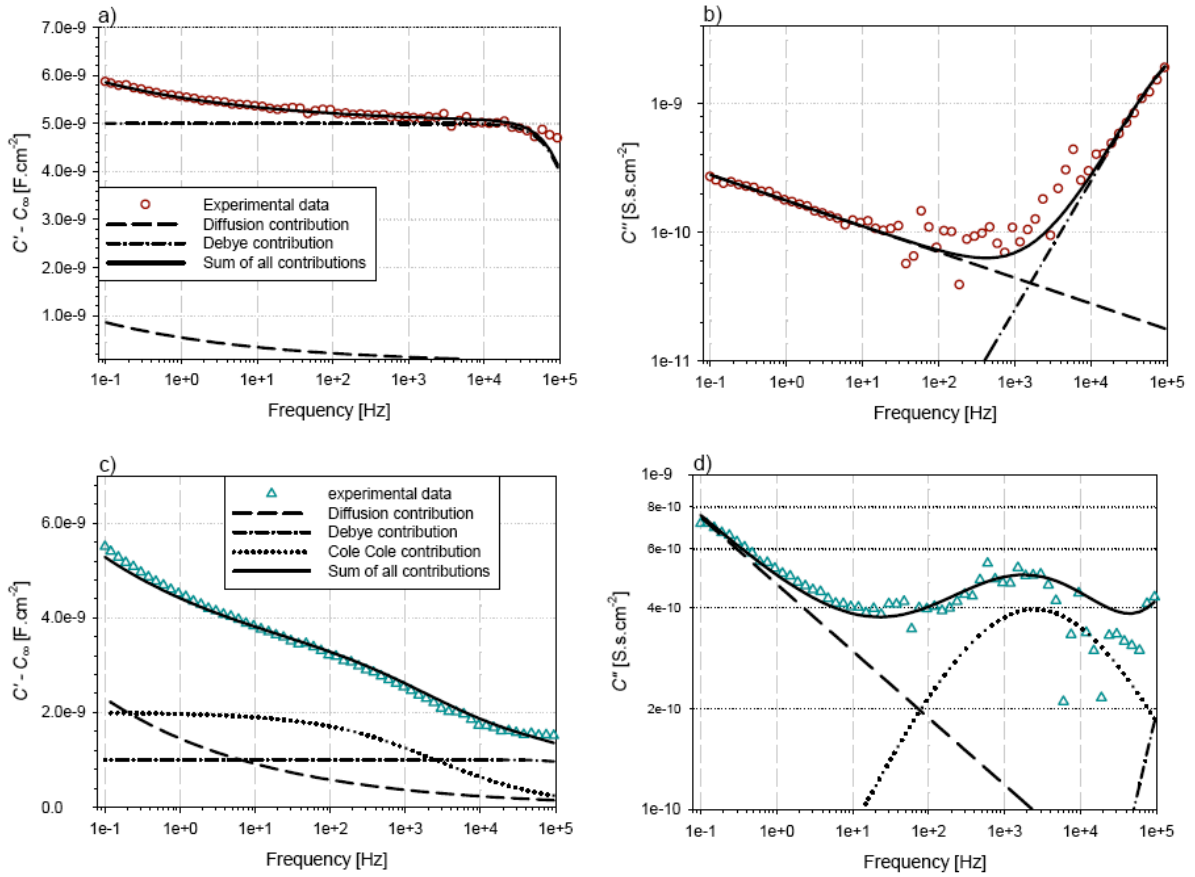 a)
7.0e-9
6.0e-9
5.0e-9
4.0e-9
3.0e-9
2.0e-9
1.0e-9
C' - C∞ [F.cm⁻²]
Experimental data
Diffusion contribution
Debye contribution
Sum of all contributions
1e-1 1e+0 1e+1 1e+2 1e+3 1e+4 1e+5
Frequency [Hz]
b)
1e-9
1e-10
1e-11
C'' [S.s.cm⁻²]
1e-1 1e+0 1e+1 1e+2 1e+3 1e+4 1e+5
Frequency [Hz]
c)
6.0e-9
4.0e-9
2.0e-9
0.0
C' - C∞ [F.cm⁻²]
experimental data
Diffusion contribution
Debye contribution
Cole Cole contribution
Sum of all contributions
1e-1 1e+0 1e+1 1e+2 1e+3 1e+4 1e+5
Frequency [Hz]
d)
1e-9
8e-10
6e-10
4e-10
2e-10
1e-10
C'' [S.s.cm⁻²]
1e-1 1e+0 1e+1 1e+2 1e+3 1e+4 1e+5
Frequency [Hz]